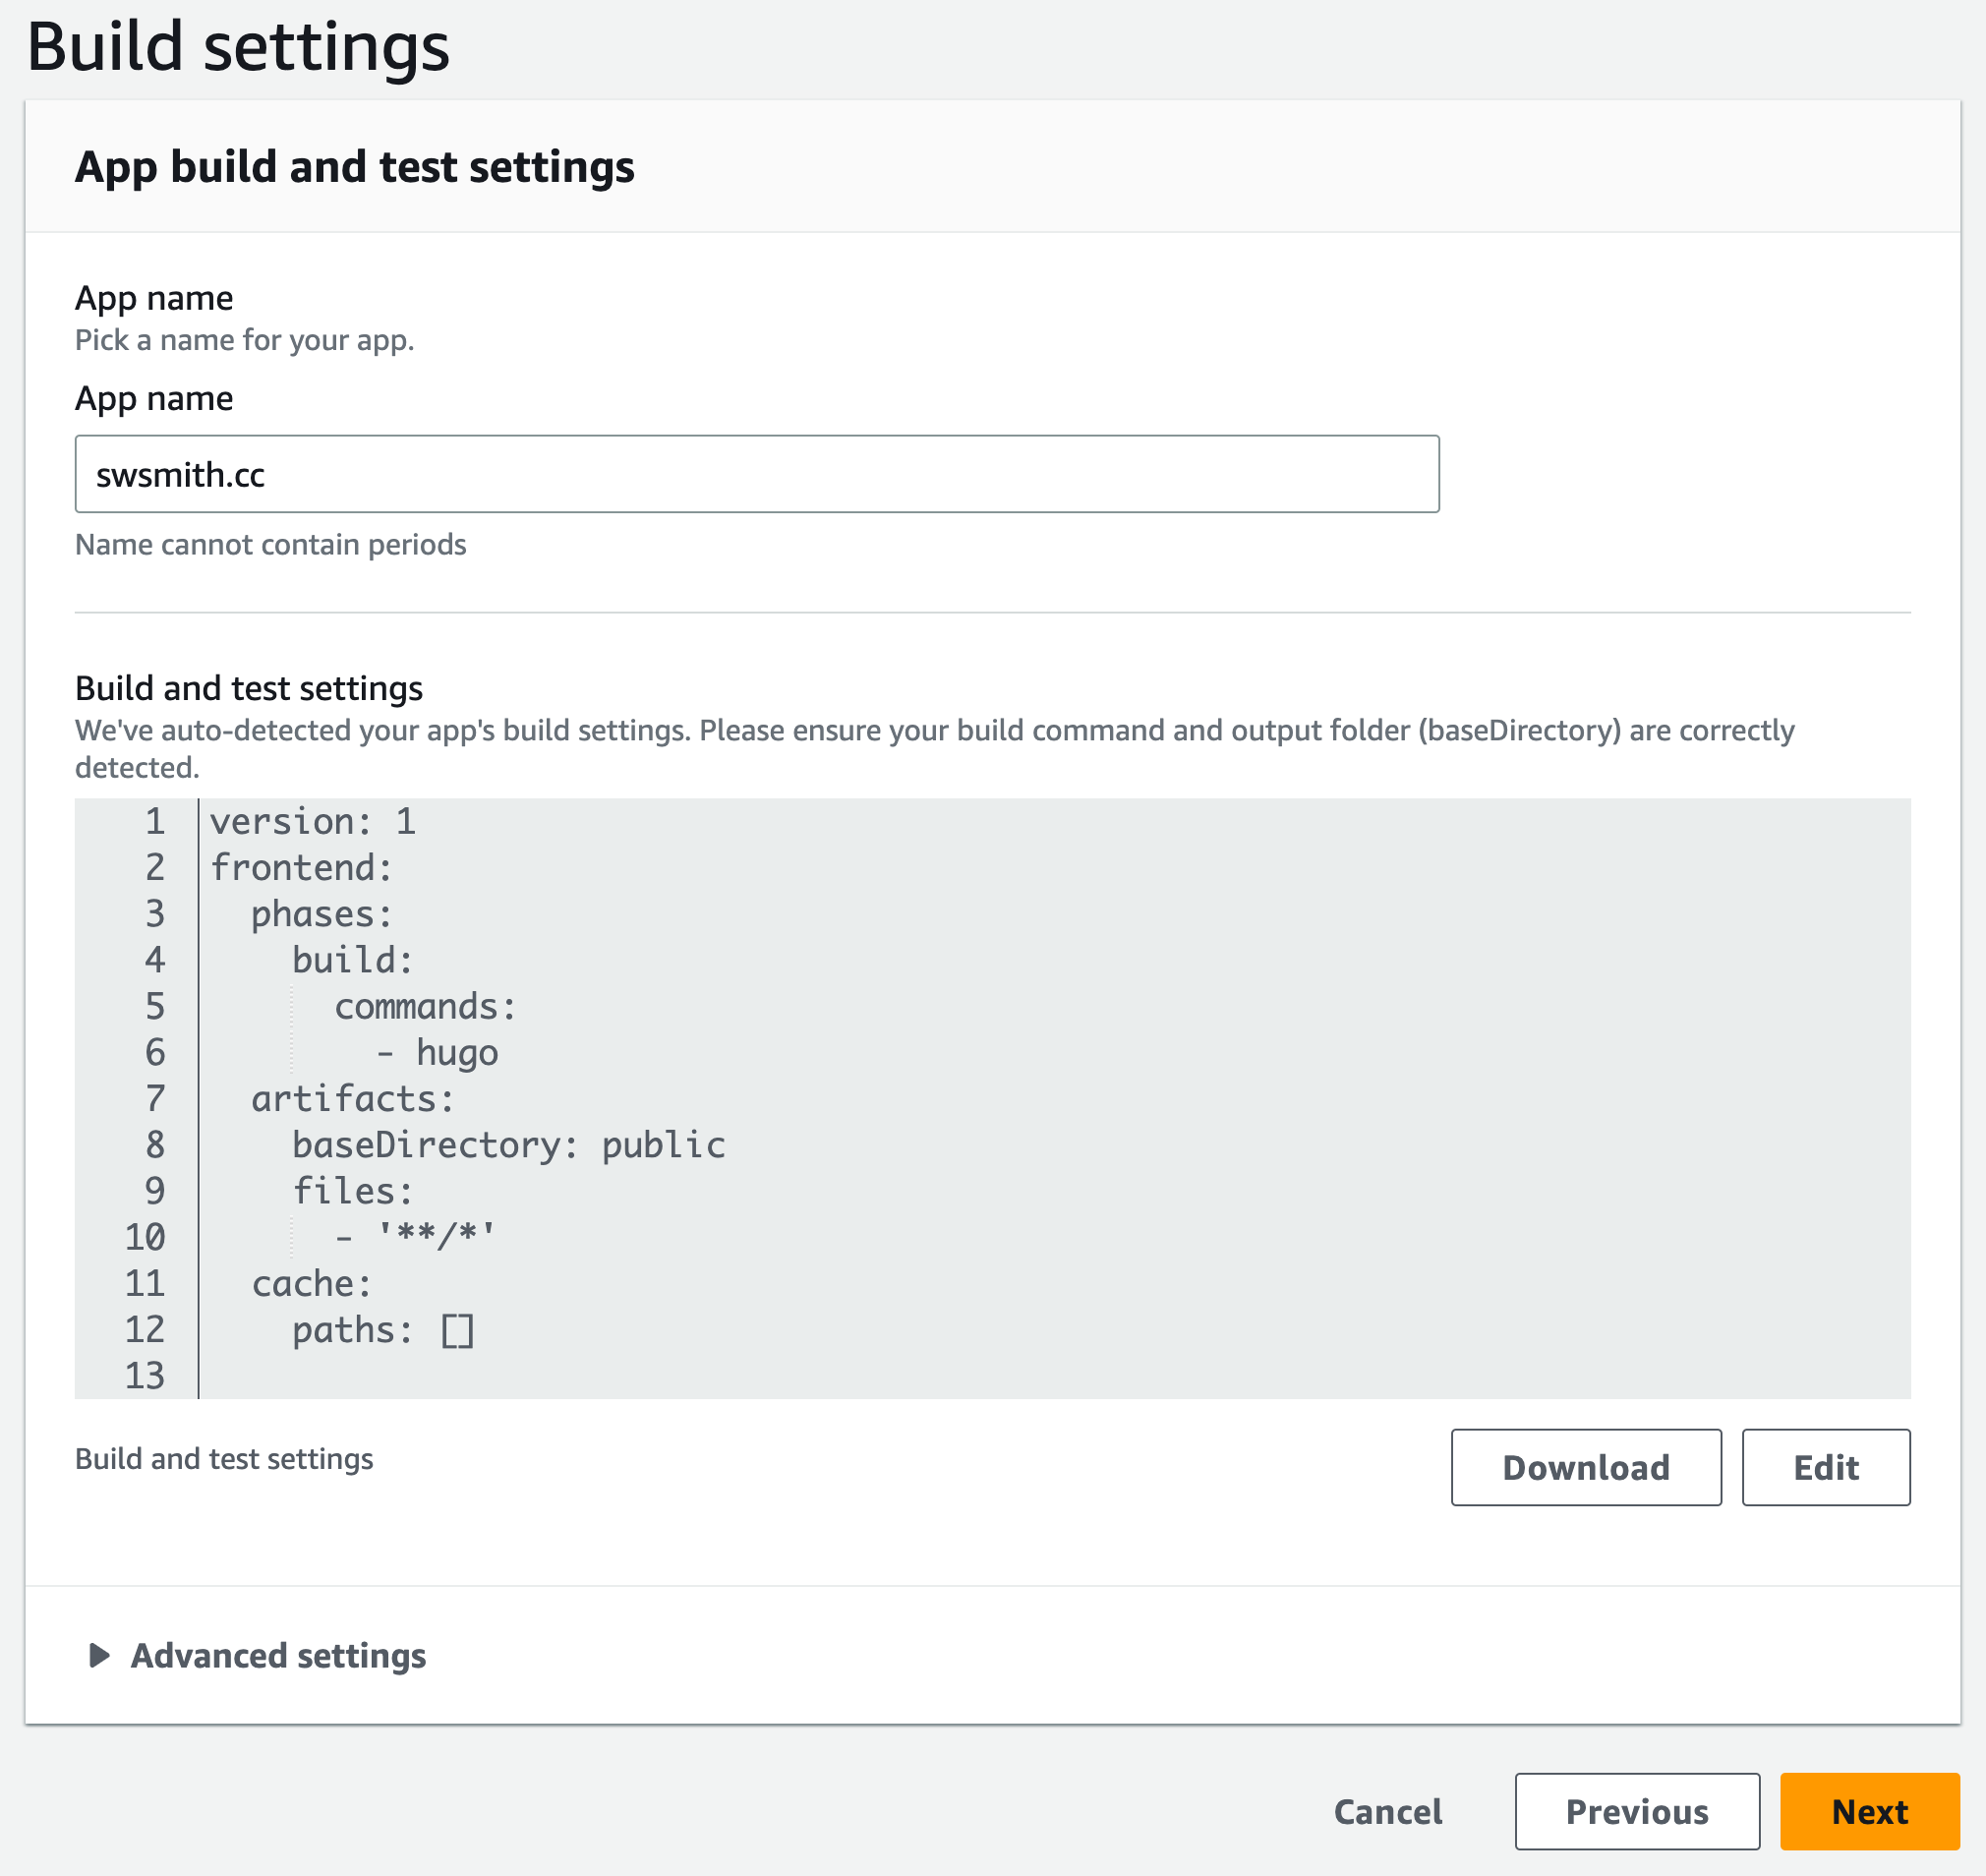 Build settings
App build and test settings
App name
Pick a name for your app.
App name
swsmith.cc
Name cannot contain periods
Build and test settings
We've auto-detected your app's build settings. Please ensure your build command and output folder (baseDirectory) are correctly
detected.
1 version: 1
2 frontend:
3   phases:
4     build:
5       commands:
6         - hugo
7   artifacts:
8     baseDirectory: public
9     files:
10       - '**/*'
11   cache:
12     paths: []
13
Build and test settings
Download Edit
Advanced settings
Cancel Previous Next